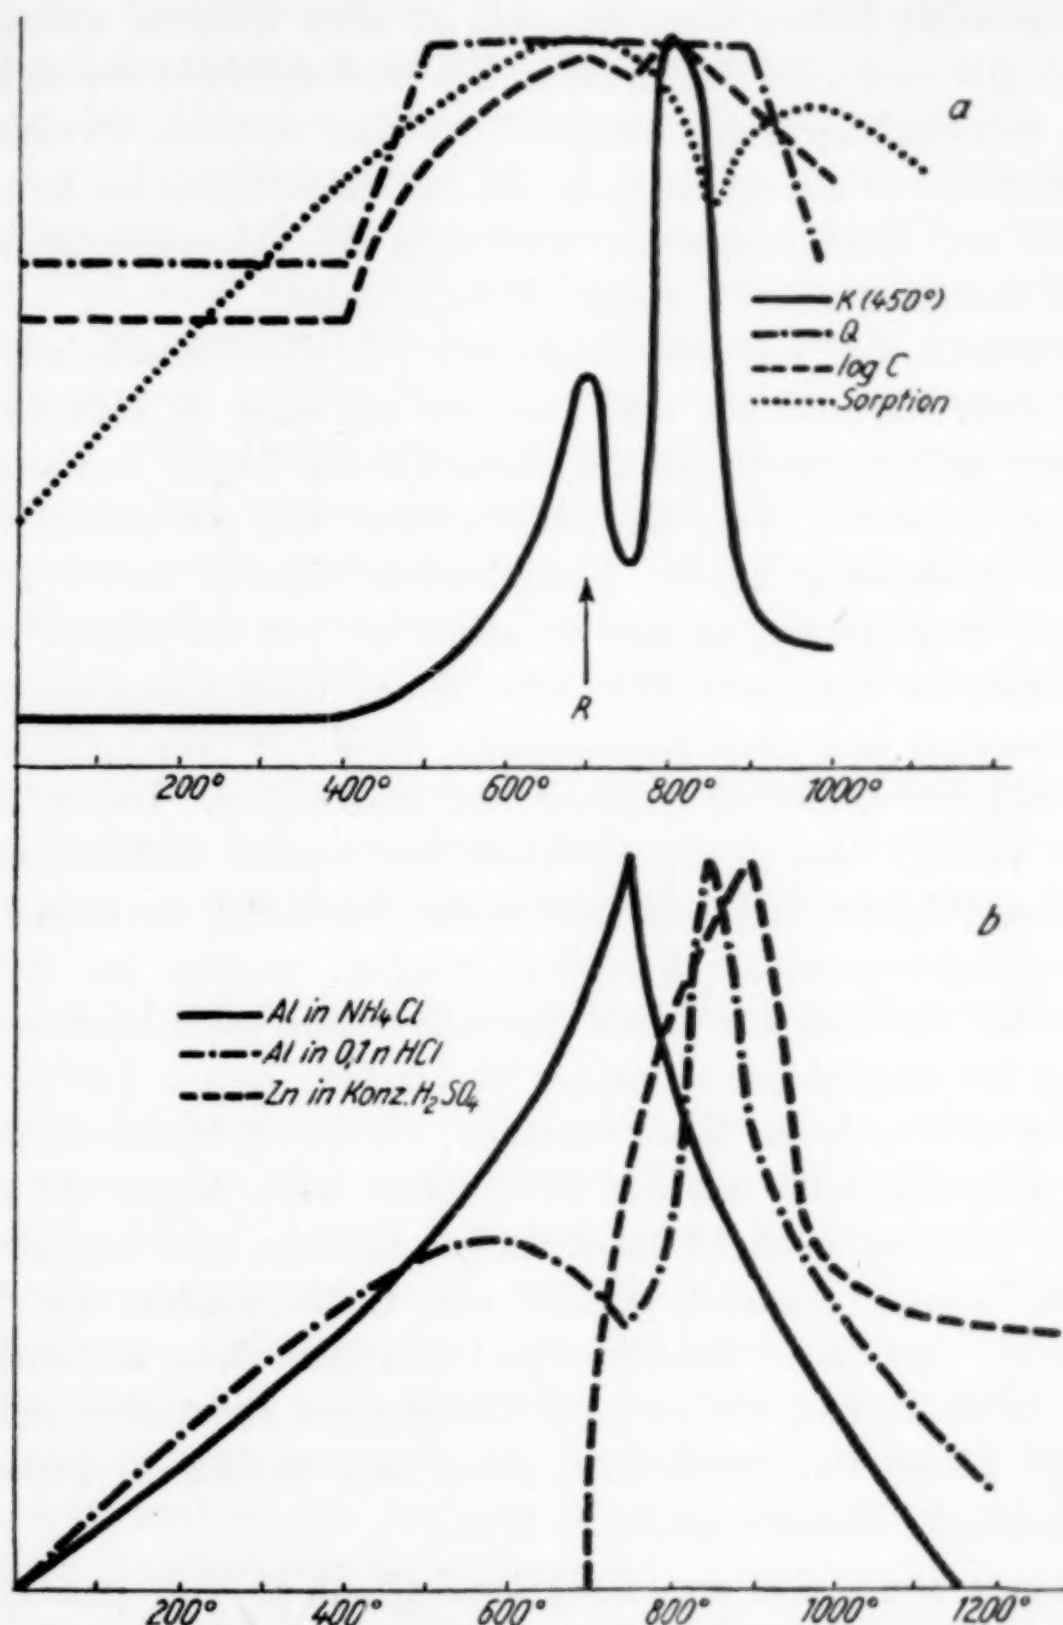 a
K (450°)
Q
log C
Sorption
R
200° 400° 600° 800° 1000°
b
Al in NH₄Cl
Al in 0,1 n HCl
Zn in Konz. H₂SO₄
200° 400° 600° 800° 1000° 1200°